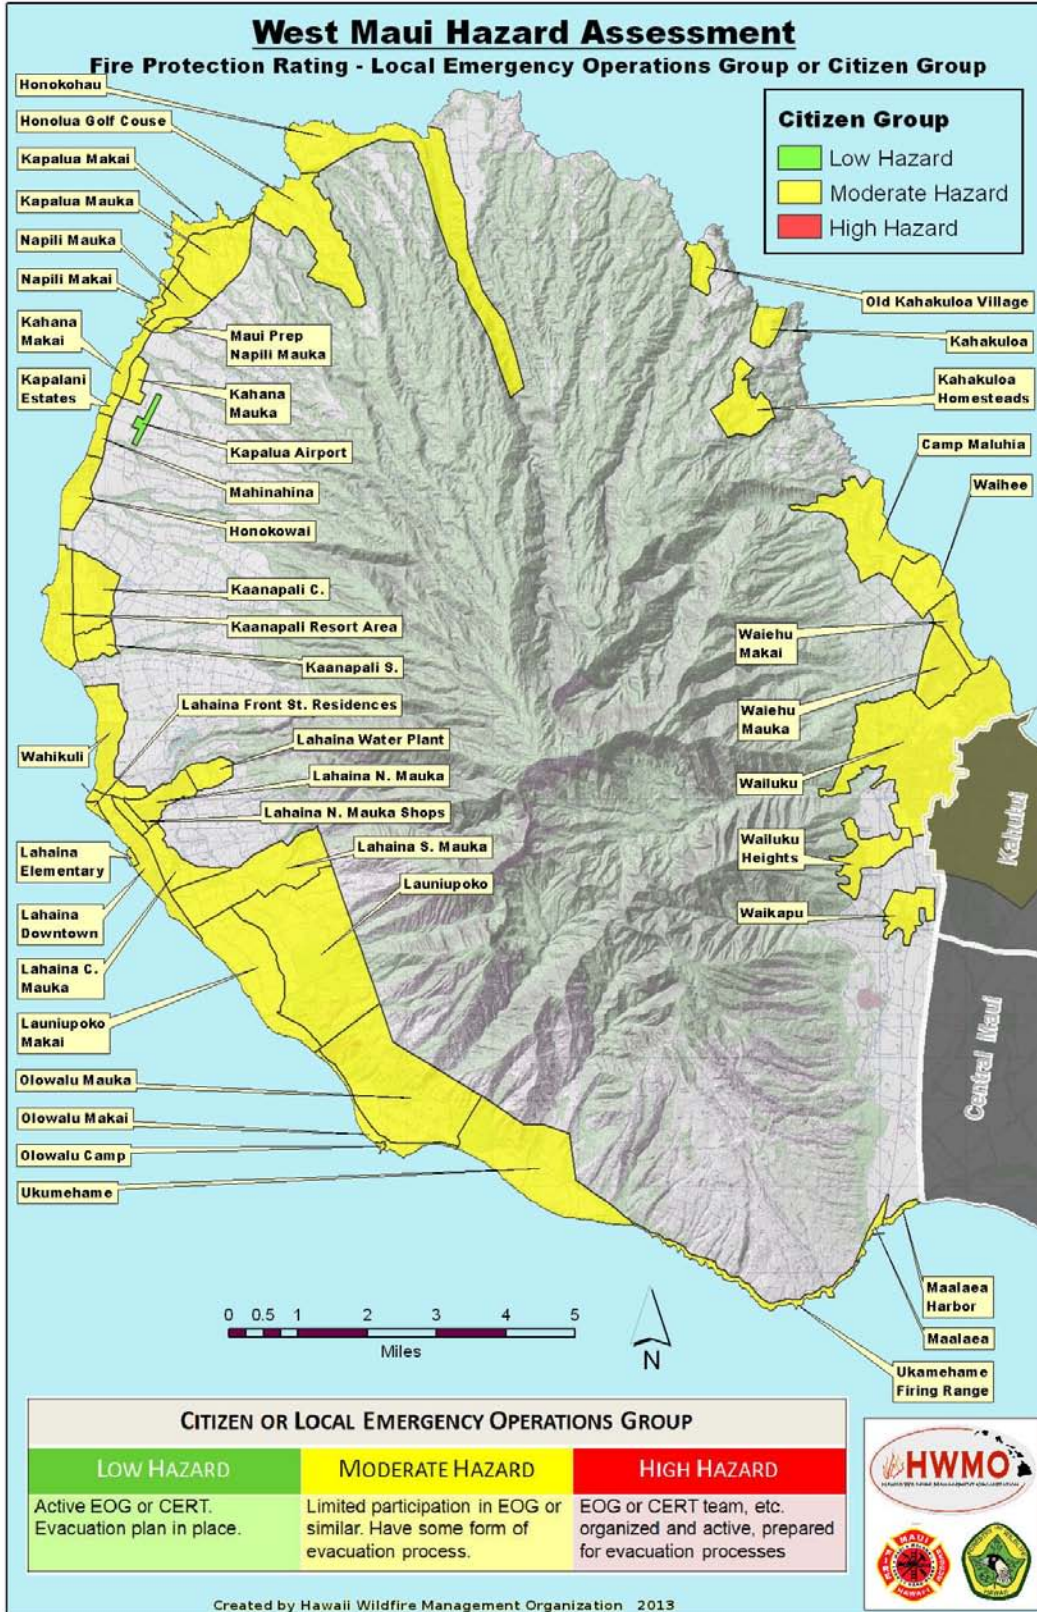 West Maui Hazard Assessment
Fire Protection Rating - Local Emergency Operations Group or Citizen Group
Honokohau
Honolua Golf Couse
Kapalua Makai
Kapalua Mauka
Napili Mauka
Napili Makai
Kahana
Makai
Kapalani
Estates
Maui Prep
Napili Mauka
Kahana
Mauka
Kapalua Airport
Mahinahina
Honokowai
Kaanapali C.
Kaanapali Resort Area
Kaanapali S.
Lahaina Front St. Residences
Wahikuli
Lahaina Water Plant
Lahaina N. Mauka
Lahaina N. Mauka Shops
Lahaina
Elementary
Lahaina S. Mauka
Launiupoko
Lahaina
Downtown
Lahaina C.
Mauka
Launiupoko
Makai
Olowalu Mauka
Olowalu Makai
Olowalu Camp
Ukumehame
Citizen Group
Low Hazard
Moderate Hazard
High Hazard
Old Kahakuloa Village
Kahakuloa
Kahakuloa
Homesteads
Camp Maluhia
Waihee
Waiehu
Makai
Waiehu
Mauka
Wailuku
Wailuku
Heights
Waikapu
Kahului
Central Maui
Maalaea
Harbor
Maalaea
Ukamehame
Firing Range
0 0.5 1 2 3 4 5
Miles
N
CITIZEN OR LOCAL EMERGENCY OPERATIONS GROUP
LOW HAZARD
Active EOG or CERT.
Evacuation plan in place.
MODERATE HAZARD
Limited participation in EOG or
similar. Have some form of
evacuation process.
HIGH HAZARD
EOG or CERT team, etc.
organized and active, prepared
for evacuation processes
HWMO
MAUI
HAWAII
Created by Hawaii Wildfire Management Organization 2013